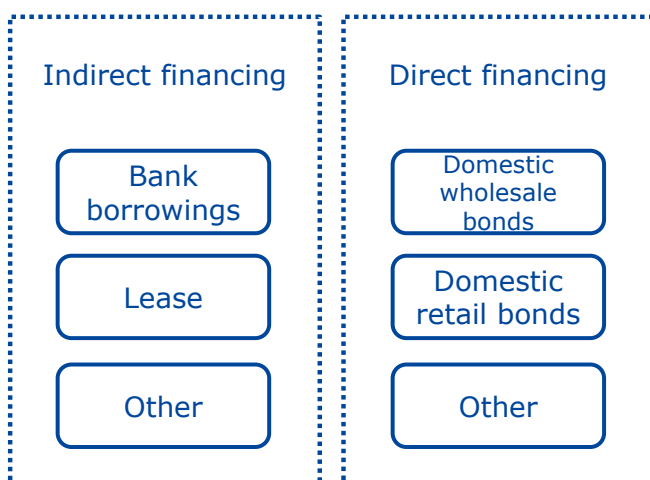 Indirect financing
Bank
borrowings
Lease
Other
Direct financing
Domestic
wholesale
bonds
Domestic
retail bonds
Other